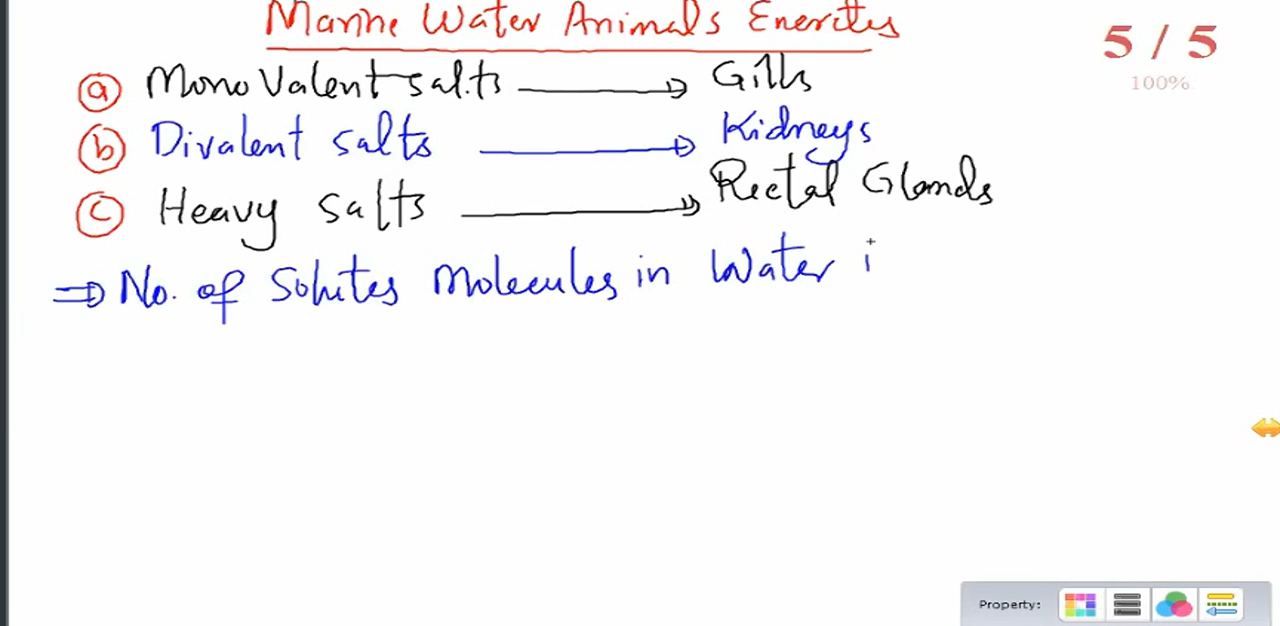 Marine Water Animals Enercites
5 / 5
100%
(a) Mono Valent salts → Gills
(b) Divalent salts → Kidneys
(c) Heavy salts → Rectal Glands
⇒ No. of Solutes Molecules in Water i
Property: